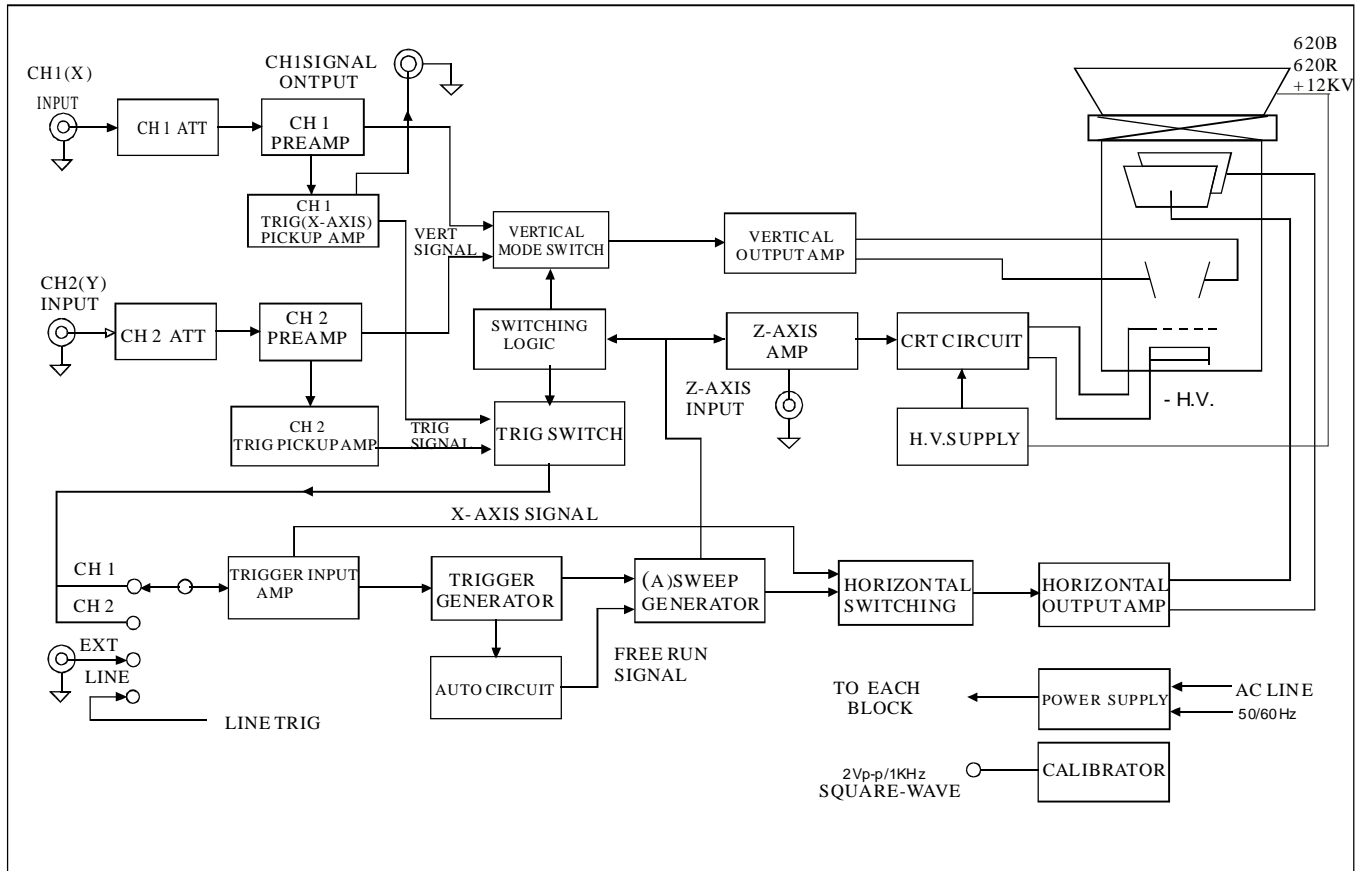 620B
620R
+12KV
CH1SIGNAL
ONTPUT
CH1(X)
INPUT
CH 1 ATT
CH 1
PREAMP
CH 1
TRIG(X-AXIS)
PICKUP AMP
VERT
SIGNAL
VERTICAL
MODE SWITCH
VERTICAL
OUTPUT AMP
CH2(Y)
INPUT
CH 2 ATT
CH 2
PREAMP
SWITCHING
LOGIC
Z-AXIS
AMP
CRT CIRCUIT
Z-AXIS
INPUT
- H.V.
CH 2
TRIG PICKUP AMP
TRIG
SIGNAL
TRIG SWITCH
H.V.SUPPLY
X- AXIS SIGNAL
CH 1
CH 2
EXT
LINE
LINE TRIG
TRIGGER INPUT
AMP
TRIGGER
GENERATOR
(A)SWEEP
GENERATOR
HORIZONTAL
SWITCHING
HORIZONTAL
OUTPUT AMP
AUTO CIRCUIT
FREE RUN
SIGNAL
TO EACH
BLOCK
POWER SUPPLY
AC LINE
50/60Hz
2Vp-p/1KHz
SQUARE-WAVE
CALIBRATOR